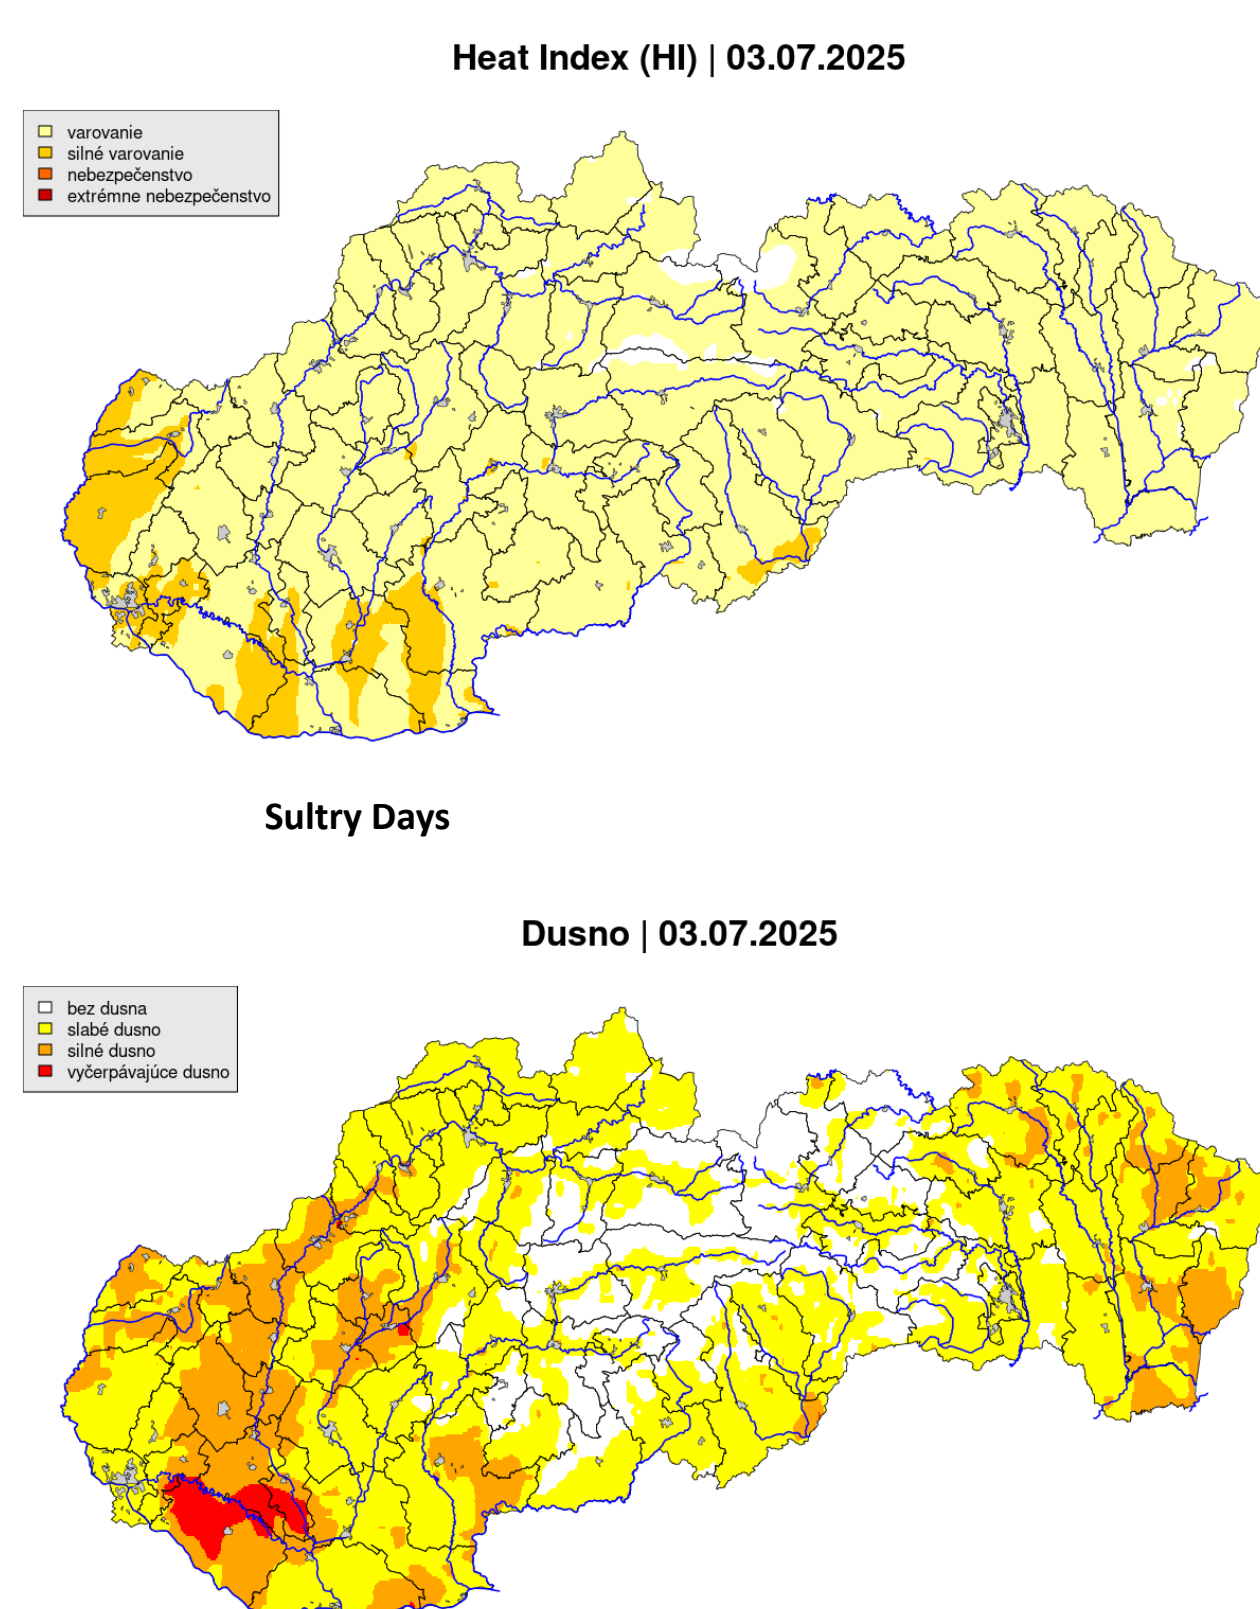 Heat Index (HI) | 03.07.2025
varovanie
silné varovanie
nebezpečenstvo
extrémne nebezpečenstvo
Sultry Days
Dusno | 03.07.2025
bez dusna
slabé dusno
silné dusno
vyčerpávajúce dusno